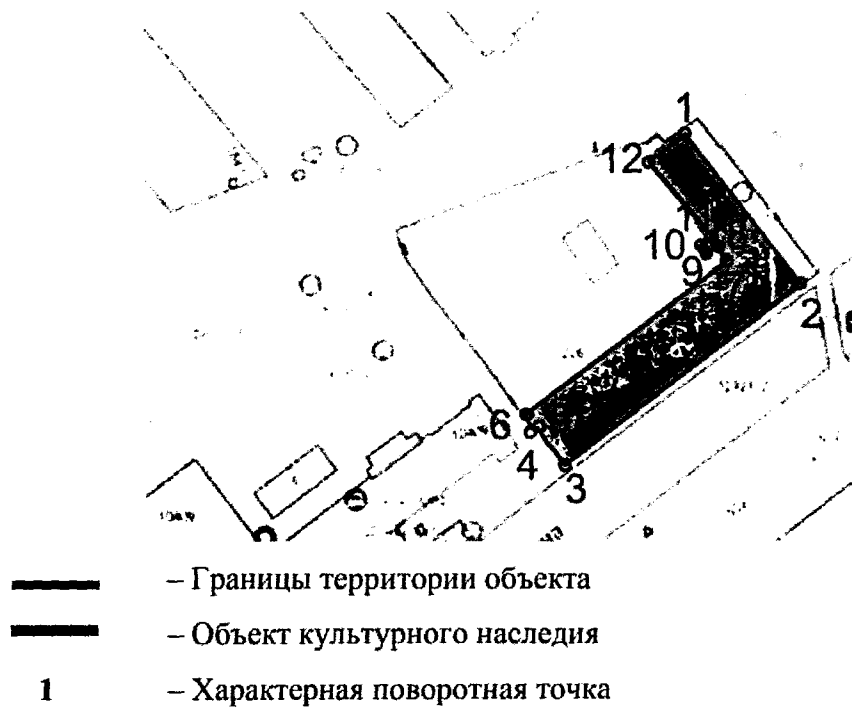 1
12
10
9
2
6
4
3
– Границы территории объекта
– Объект культурного наследия
1 – Характерная поворотная точка